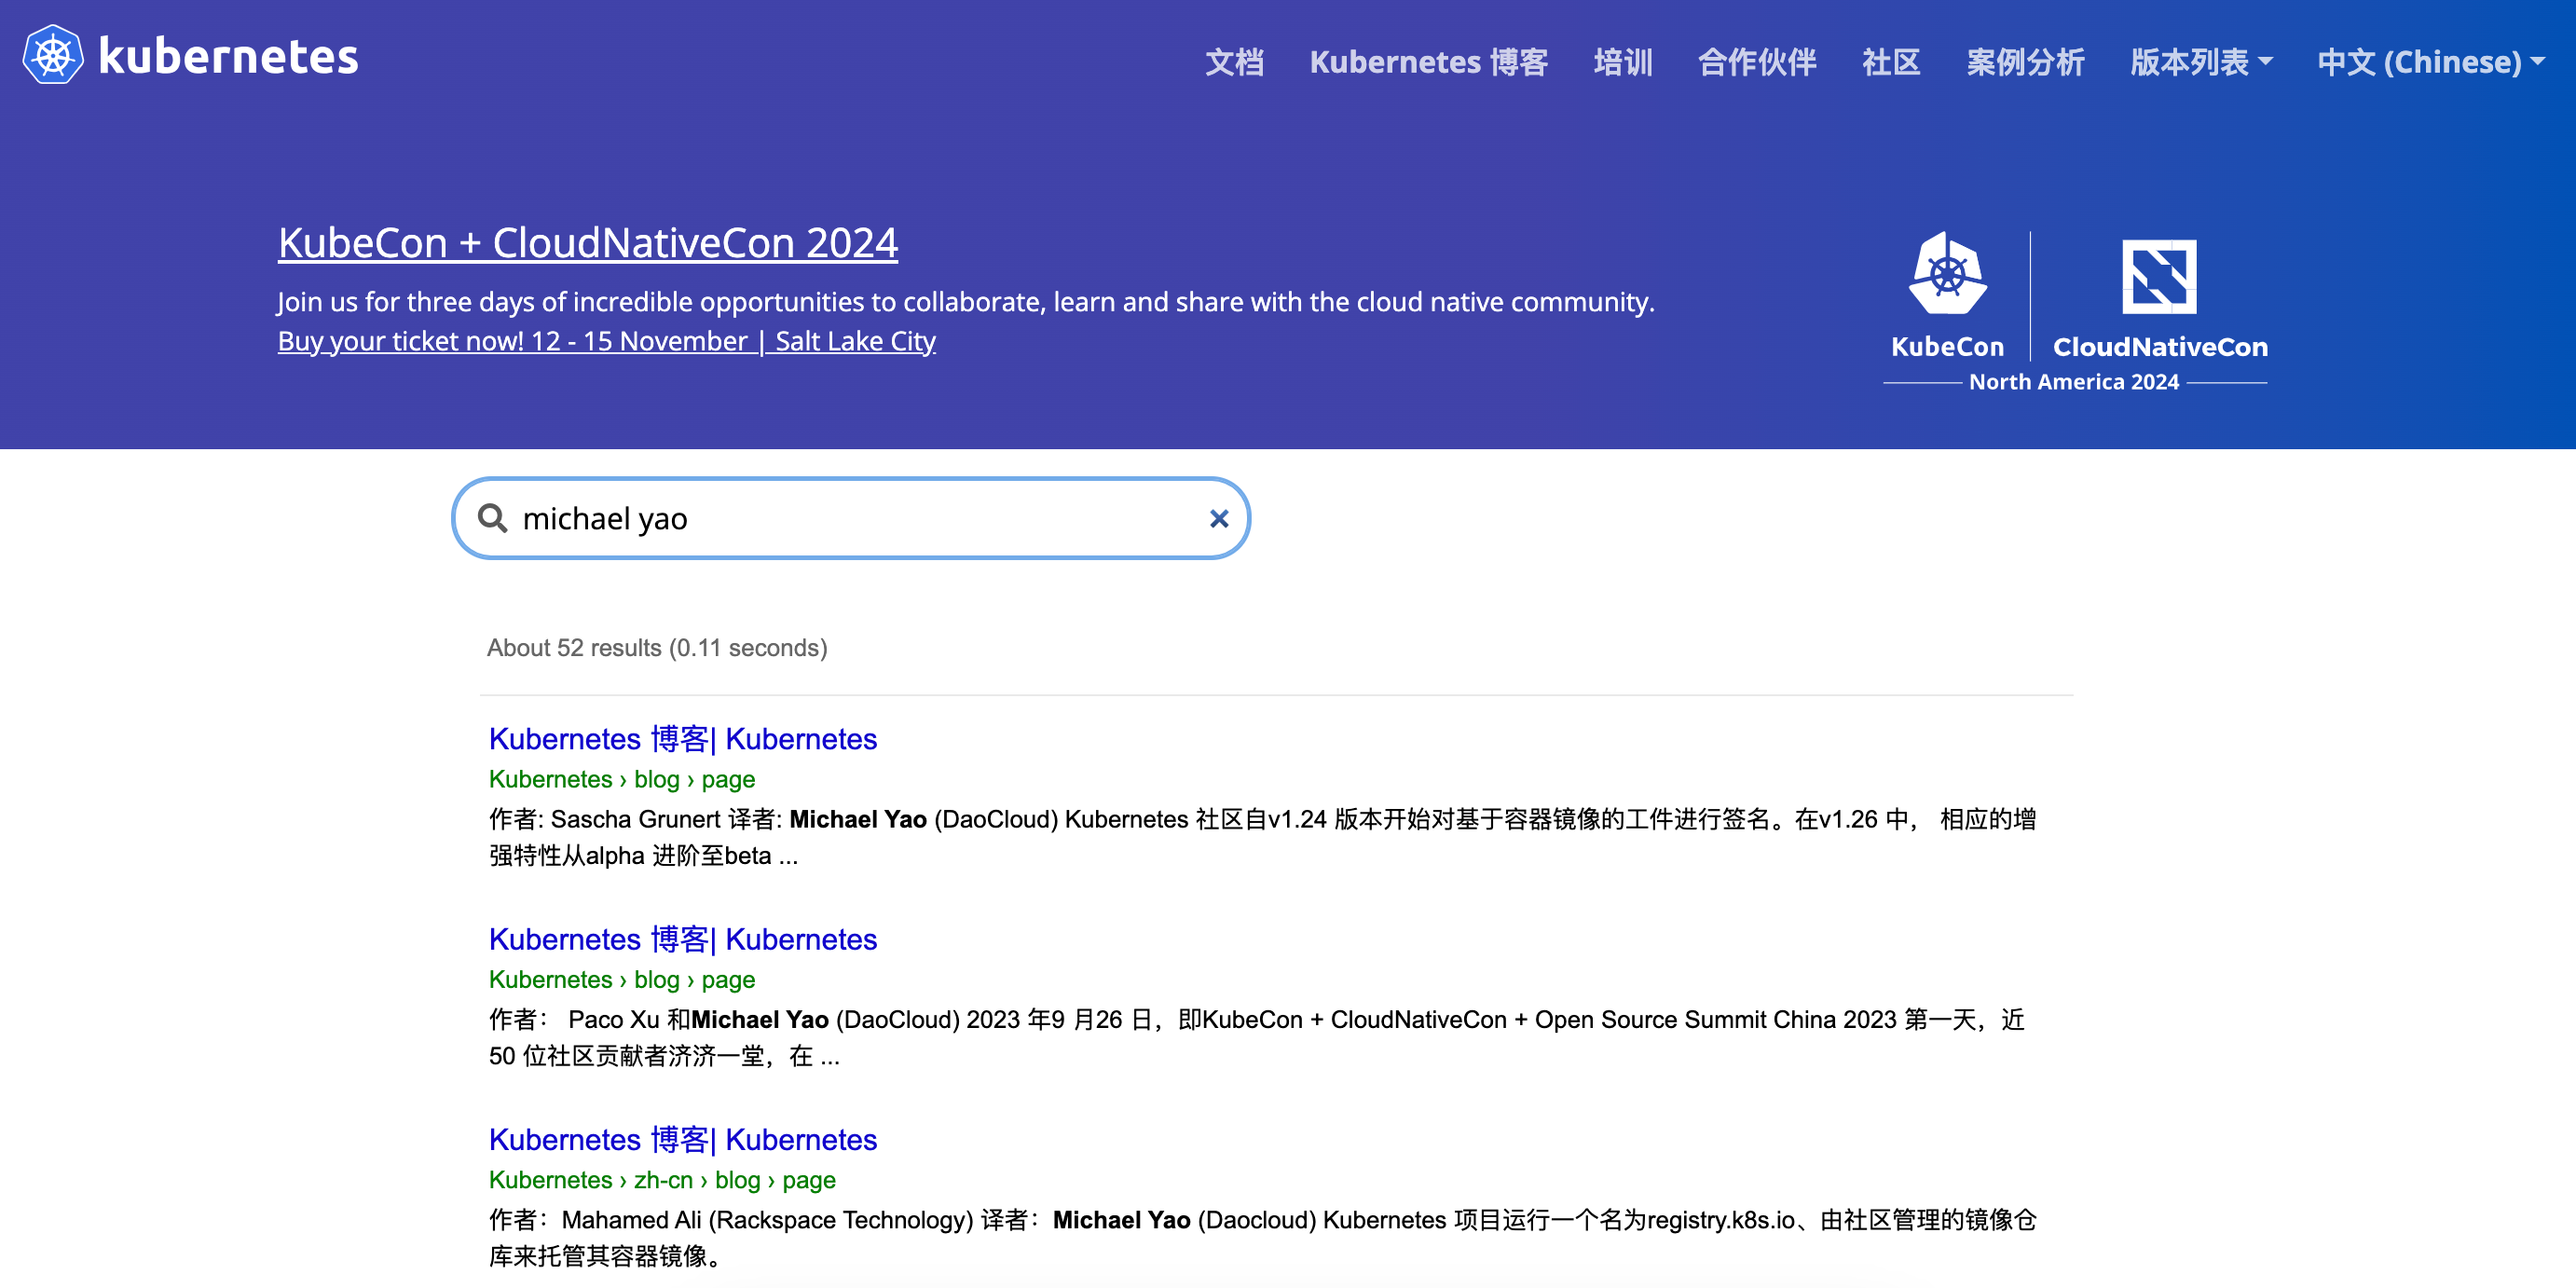 kubernetes
文档 Kubernetes 博客 培训 合作伙伴 社区 案例分析 版本列表 中文 (Chinese)
KubeCon + CloudNativeCon 2024
Join us for three days of incredible opportunities to collaborate, learn and share with the cloud native community.
Buy your ticket now! 12 - 15 November | Salt Lake City
KubeCon CloudNativeCon
North America 2024
michael yao
About 52 results (0.11 seconds)
Kubernetes 博客| Kubernetes
Kubernetes › blog › page
作者: Sascha Grunert 译者: Michael Yao (DaoCloud) Kubernetes 社区自v1.24 版本开始对基于容器镜像的工件进行签名。在v1.26 中， 相应的增
强特性从alpha 进阶至beta ...
Kubernetes 博客| Kubernetes
Kubernetes › blog › page
作者： Paco Xu 和Michael Yao (DaoCloud) 2023 年9 月26 日，即KubeCon + CloudNativeCon + Open Source Summit China 2023 第一天，近
50 位社区贡献者济济一堂，在 ...
Kubernetes 博客| Kubernetes
Kubernetes › zh-cn › blog › page
作者：Mahamed Ali (Rackspace Technology) 译者：Michael Yao (Daocloud) Kubernetes 项目运行一个名为registry.k8s.io、由社区管理的镜像仓
库来托管其容器镜像。